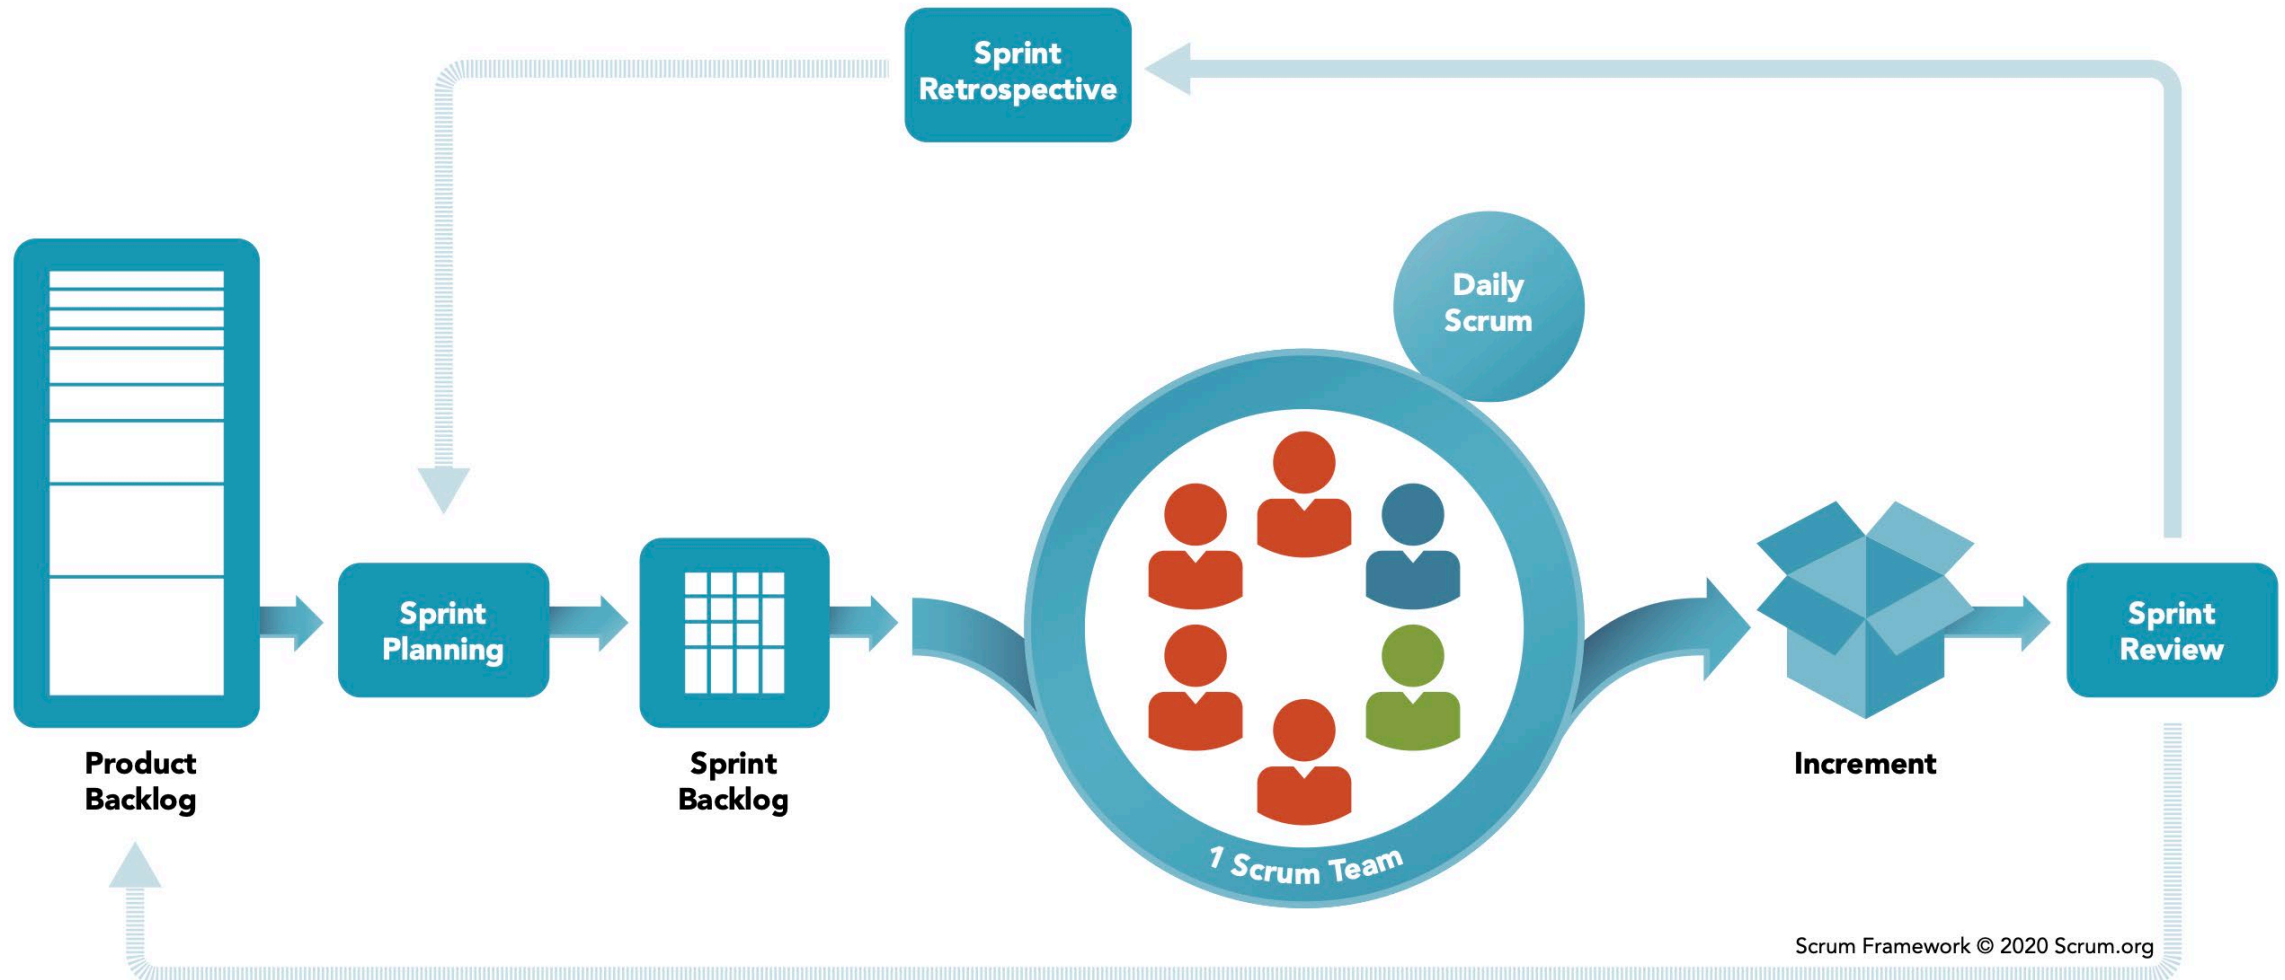 Sprint
Retrospective
Daily
Scrum
Sprint
Planning
Sprint
Review
Product
Backlog
Sprint
Backlog
Increment
1 Scrum Team
Scrum Framework © 2020 Scrum.org